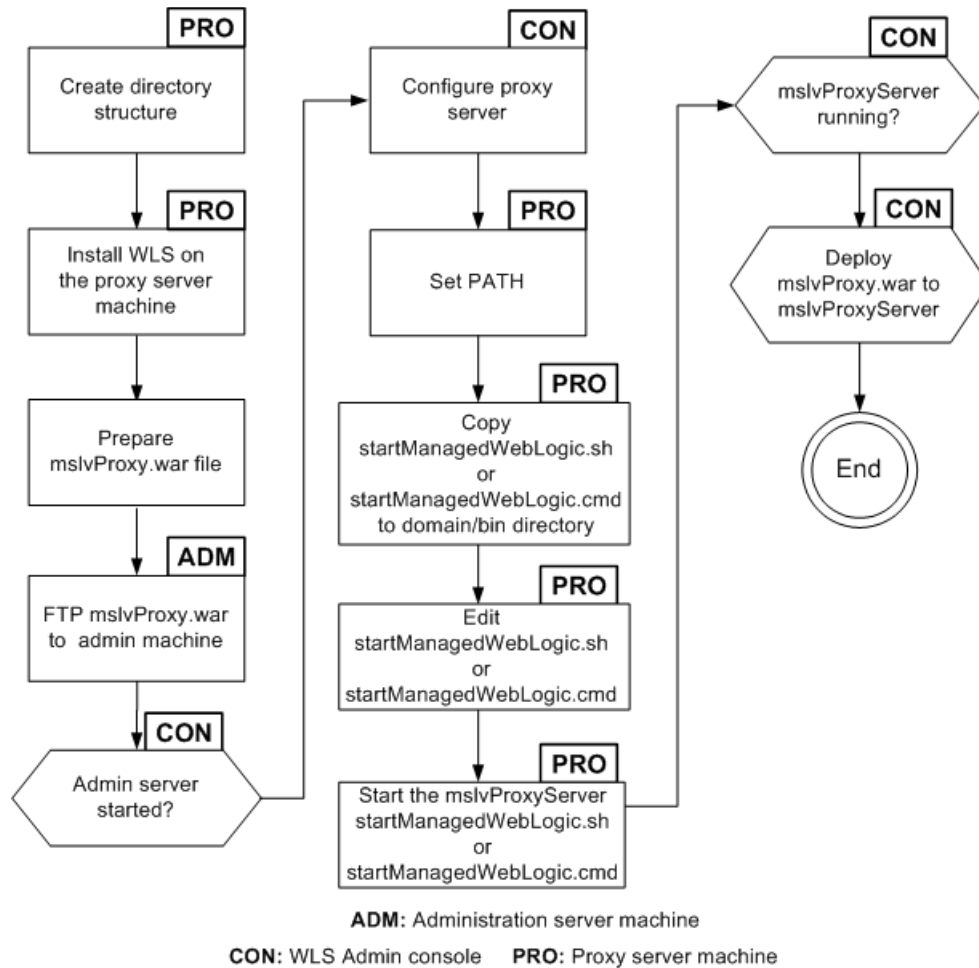 PRO
Create directory
structure
PRO
Install WLS on
the proxy server
machine
Prepare
mslvProxy.war file
ADM
FTP mslvProxy.war
to admin machine
CON
Admin server
started?
CON
Configure proxy
server
PRO
Set PATH
PRO
Copy
startManagedWebLogic.sh
or
startManagedWebLogic.cmd
to domain/bin directory
PRO
Edit
startManagedWebLogic.sh
or
startManagedWebLogic.cmd
PRO
Start the mslvProxyServer
startManagedWebLogic.sh
or
startManagedWebLogic.cmd
CON
mslvProxyServer
running?
CON
Deploy
mslvProxy.war to
mslvProxyServer
End
ADM: Administration server machine
CON: WLS Admin console PRO: Proxy server machine